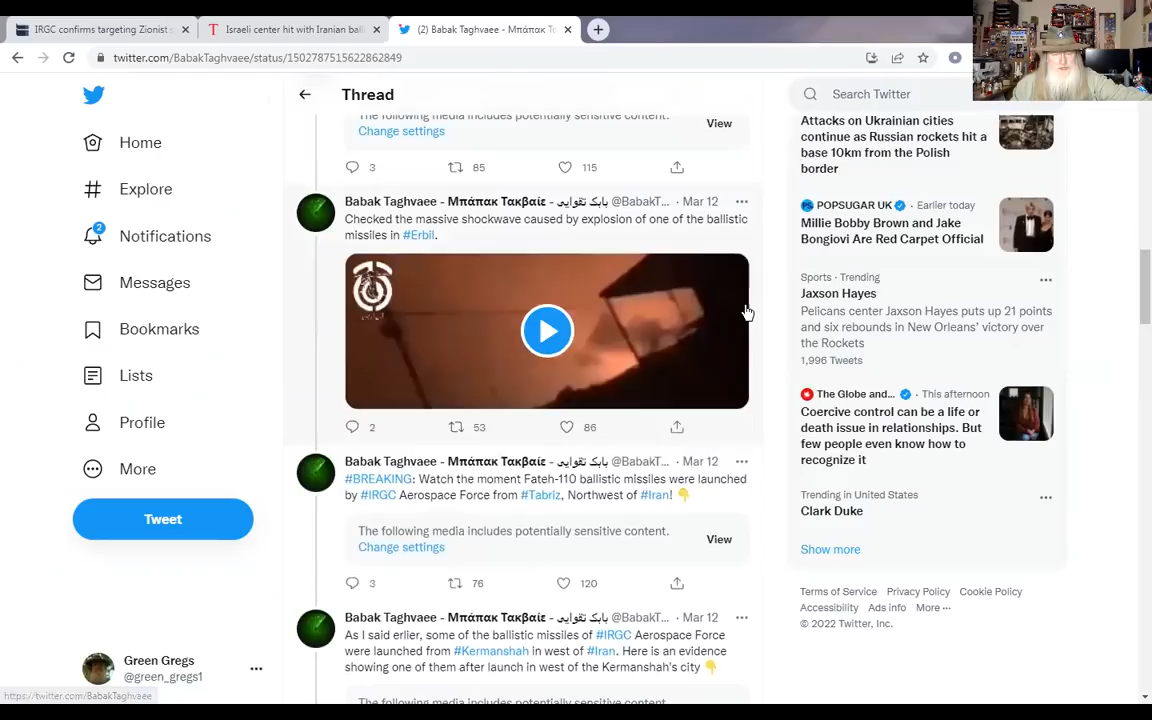 IRGC confirms targeting Zionist s
Israeli center hit with Iranian bal
(2) Babak Taghvaee - Μπάπακ Τα
twitter.com/BabakTaghvaee/status/1502787515622862849
Thread
Search Twitter
Home
Explore
2
Notifications
Messages
Bookmarks
Lists
Profile
More
Tweet
Green Gregs
@green_gregs1
https://twitter.com/BabakTaghvaee
The following media includes potentially sensitive content.
Change settings
View
3 85 115
Babak Taghvaee - Μπάπακ Τακβαίε - بابک تقوایی @BabakT... · Mar 12
Checked the massive shockwave caused by explosion of one of the ballistic
missiles in #Erbil.
2 53 86
Babak Taghvaee - Μπάπακ Τακβαίε - بابک تقوایی @BabakT... · Mar 12
#BREAKING: Watch the moment Fateh-110 ballistic missiles were launched
by #IRGC Aerospace Force from #Tabriz, Northwest of #Iran! 👇
The following media includes potentially sensitive content.
Change settings
View
3 76 120
Babak Taghvaee - Μπάπακ Τακβαίε - بابک تقوایی @BabakT... · Mar 12
As I said erlier, some of the ballistic missiles of #IRGC Aerospace Force
were launched from #Kermanshah in west of #Iran. Here is an evidence
showing one of them after launch in west of the Kermanshah's city 👇
The following media includes potentially sensitive content.
Attacks on Ukrainian cities
continue as Russian rockets hit a
base 10km from the Polish
border
POPSUGAR UK · Earlier today
Millie Bobby Brown and Jake
Bongiovi Are Red Carpet Official
Sports · Trending
Jaxson Hayes
Pelicans center Jaxson Hayes puts up 21 points
and six rebounds in New Orleans' victory over
the Rockets
1,996 Tweets
The Globe and... · This afternoon
Coercive control can be a life or
death issue in relationships. But
few people even know how to
recognize it
Trending in United States
Clark Duke
Show more
Terms of Service Privacy Policy Cookie Policy
Accessibility Ads info More ···
© 2022 Twitter, Inc.